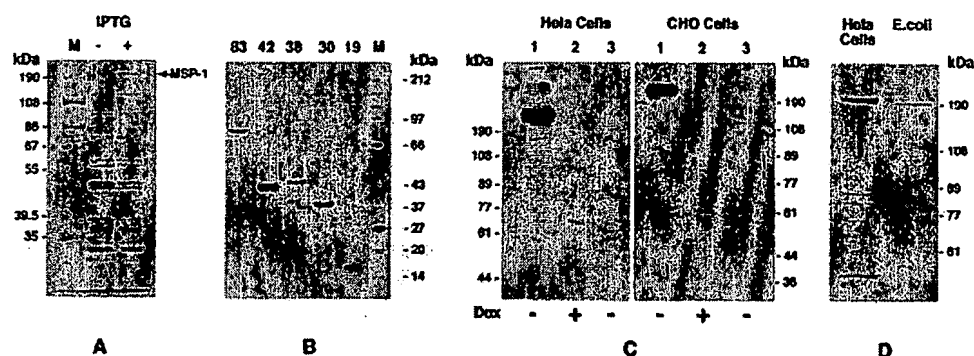 IPTG
M - +
kDa
190
108
86
67
55
39.5
35
MSP-1
A
83 42 38 30 19 M
kDa
212
97
66
43
37
27
20
14
B
Hela Cells
1 2 3
kDa
190
108
89
77
61
44
CHO Cells
1 2 3
kDa
190
108
89
77
61
44
36
Dox - + - - + -
C
Hela Cells
E.coli
kDa
190
108
89
77
61
D